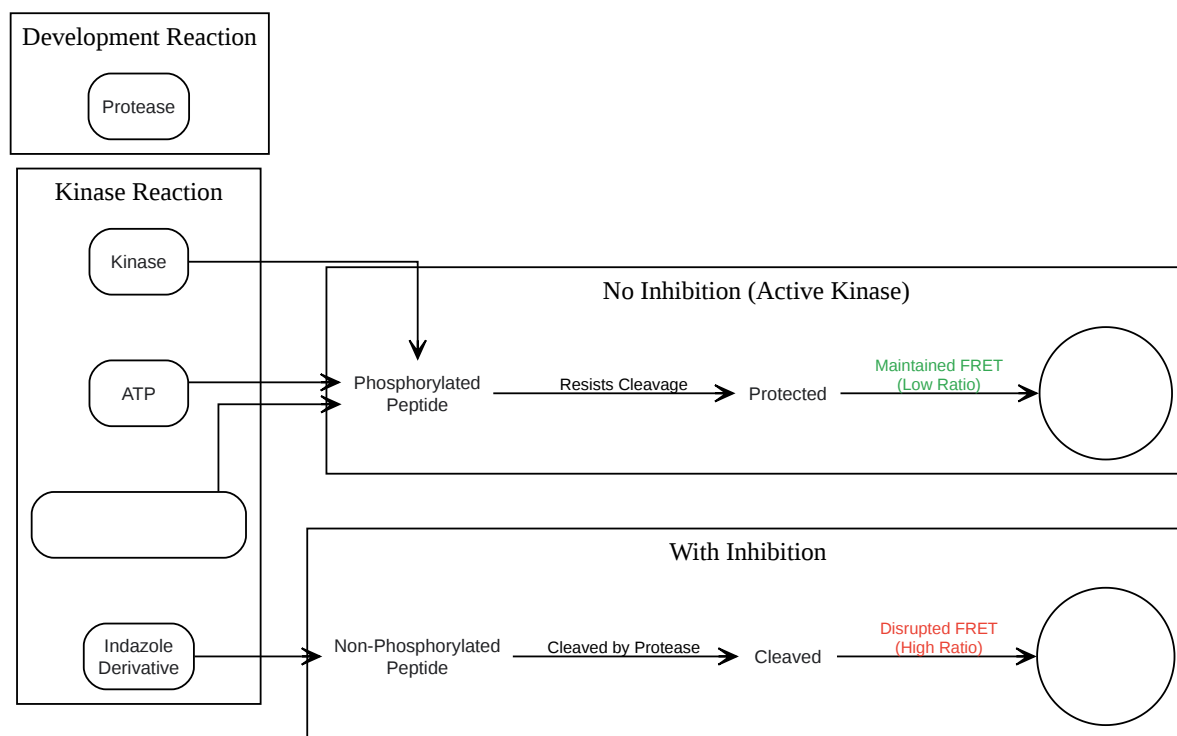 Development Reaction
Protease
Kinase Reaction
Kinase
ATP
Indazole
Derivative
No Inhibition (Active Kinase)
Phosphorylated
Peptide
Resists Cleavage
Protected
Maintained FRET
(Low Ratio)
With Inhibition
Non-Phosphorylated
Peptide
Cleaved by Protease
Cleaved
Disrupted FRET
(High Ratio)